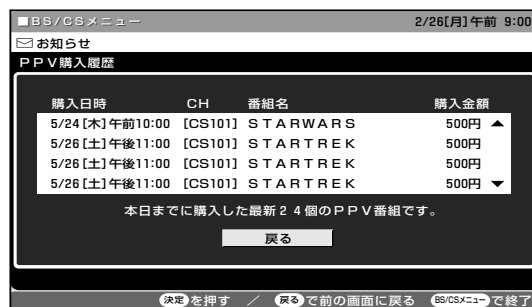 ■BS/CSメニュー 2/26[月]午前 9:00
お知らせ
PPV購入履歴
購入日時 CH 番組名 購入金額
5/24[木]午前10:00 [CS101] STARWARS 500円 ▲
5/26[土]午後11:00 [CS101] STARTREK 500円
5/26[土]午後11:00 [CS101] STARTREK 500円
5/26[土]午後11:00 [CS101] STARTREK 500円 ▼
本日までに購入した最新24個のPPV番組です。
戻る
決定を押す / 戻るで前の画面に戻る BS/CSメニューで終了